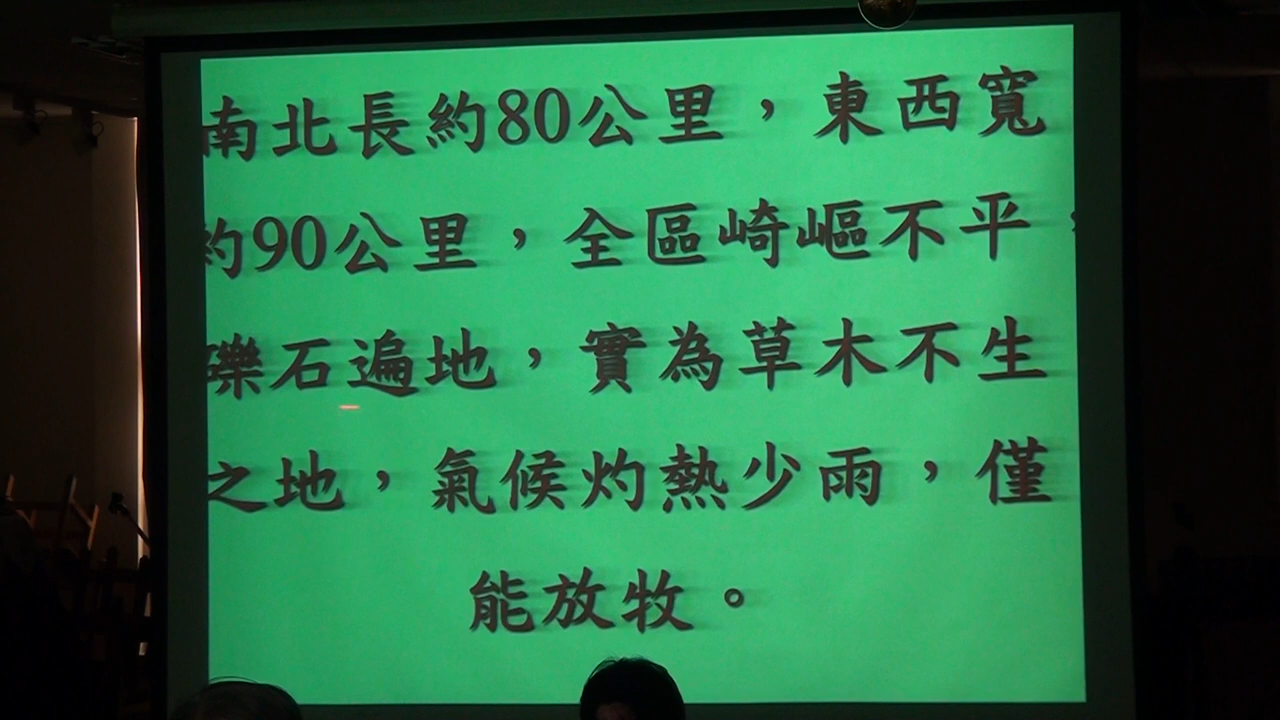 南北長約80公里，東西寬
約90公里，全區崎嶇不平，
礫石遍地，實為草木不生
之地，氣候灼熱少雨，僅
能放牧。